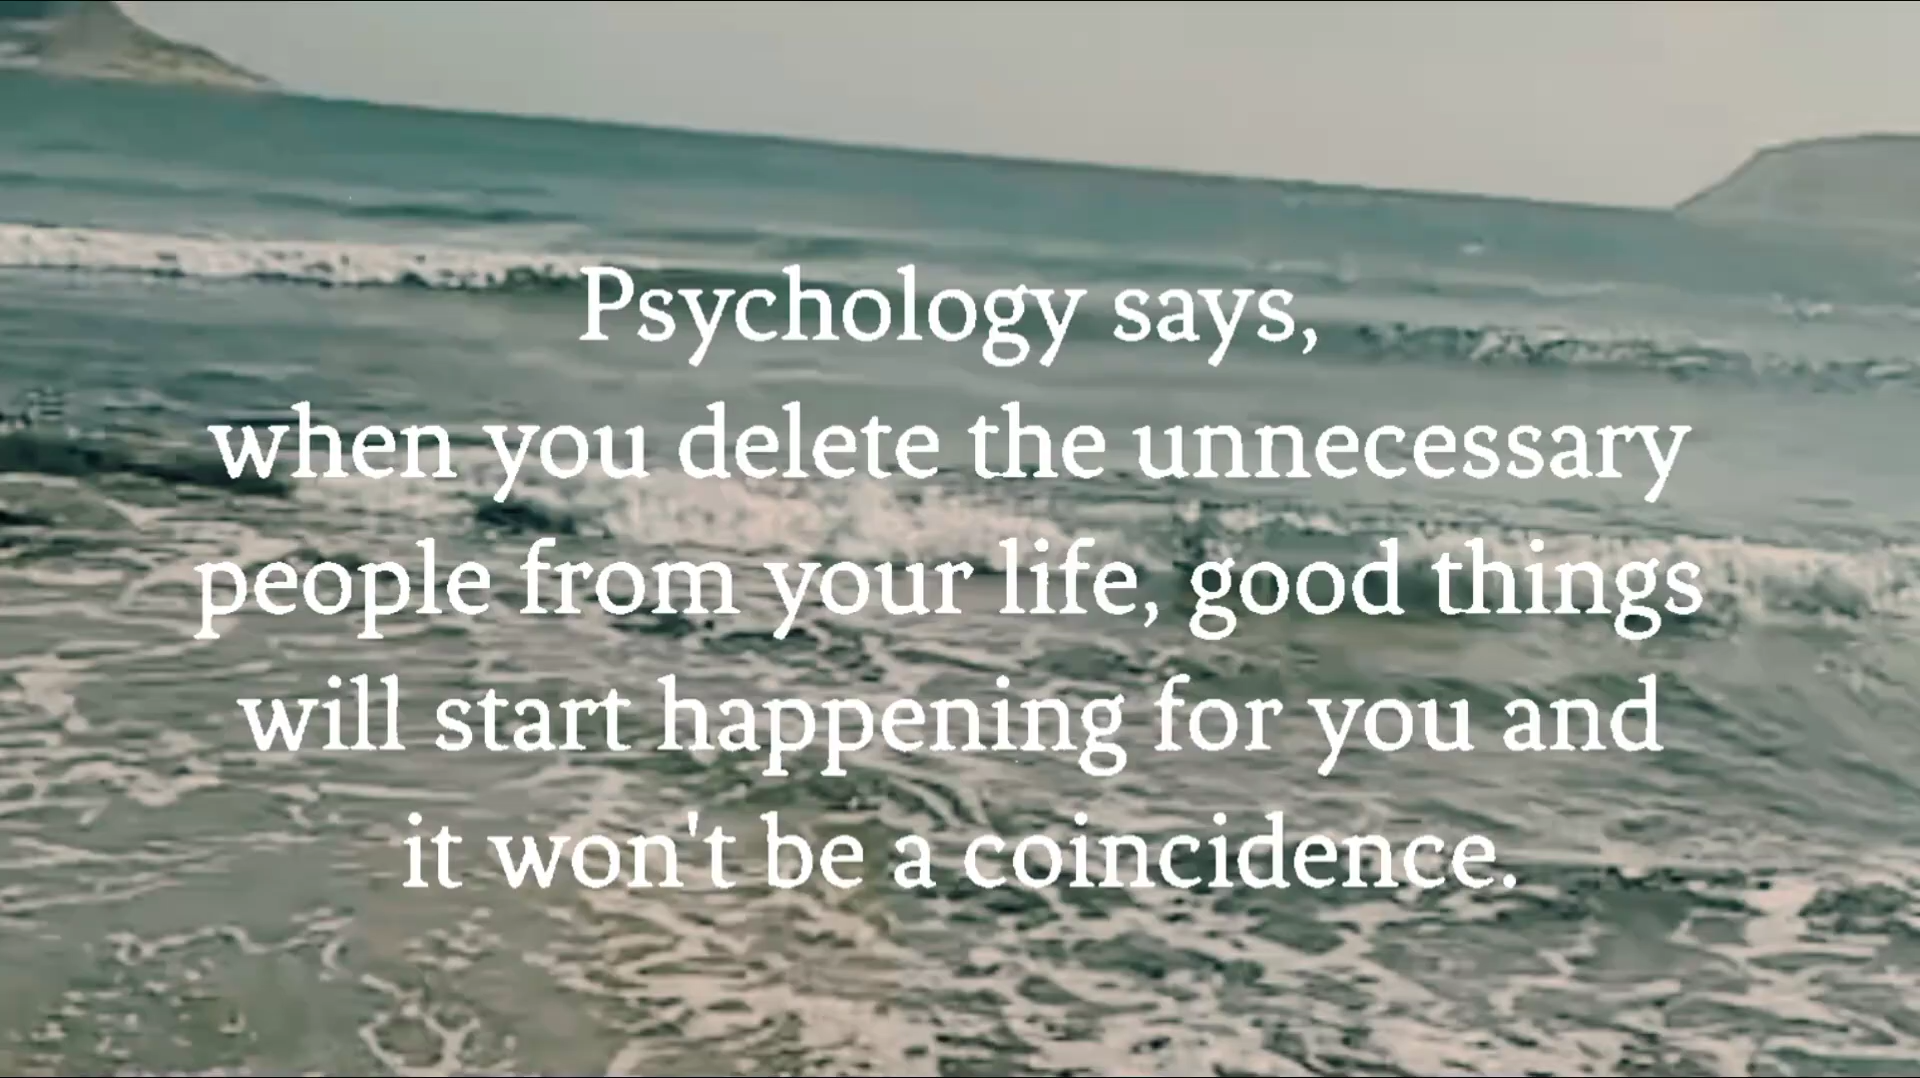 Psychology says,
when you delete the unnecessary
people from your life, good things
will start happening for you and
it won't be a coincidence.